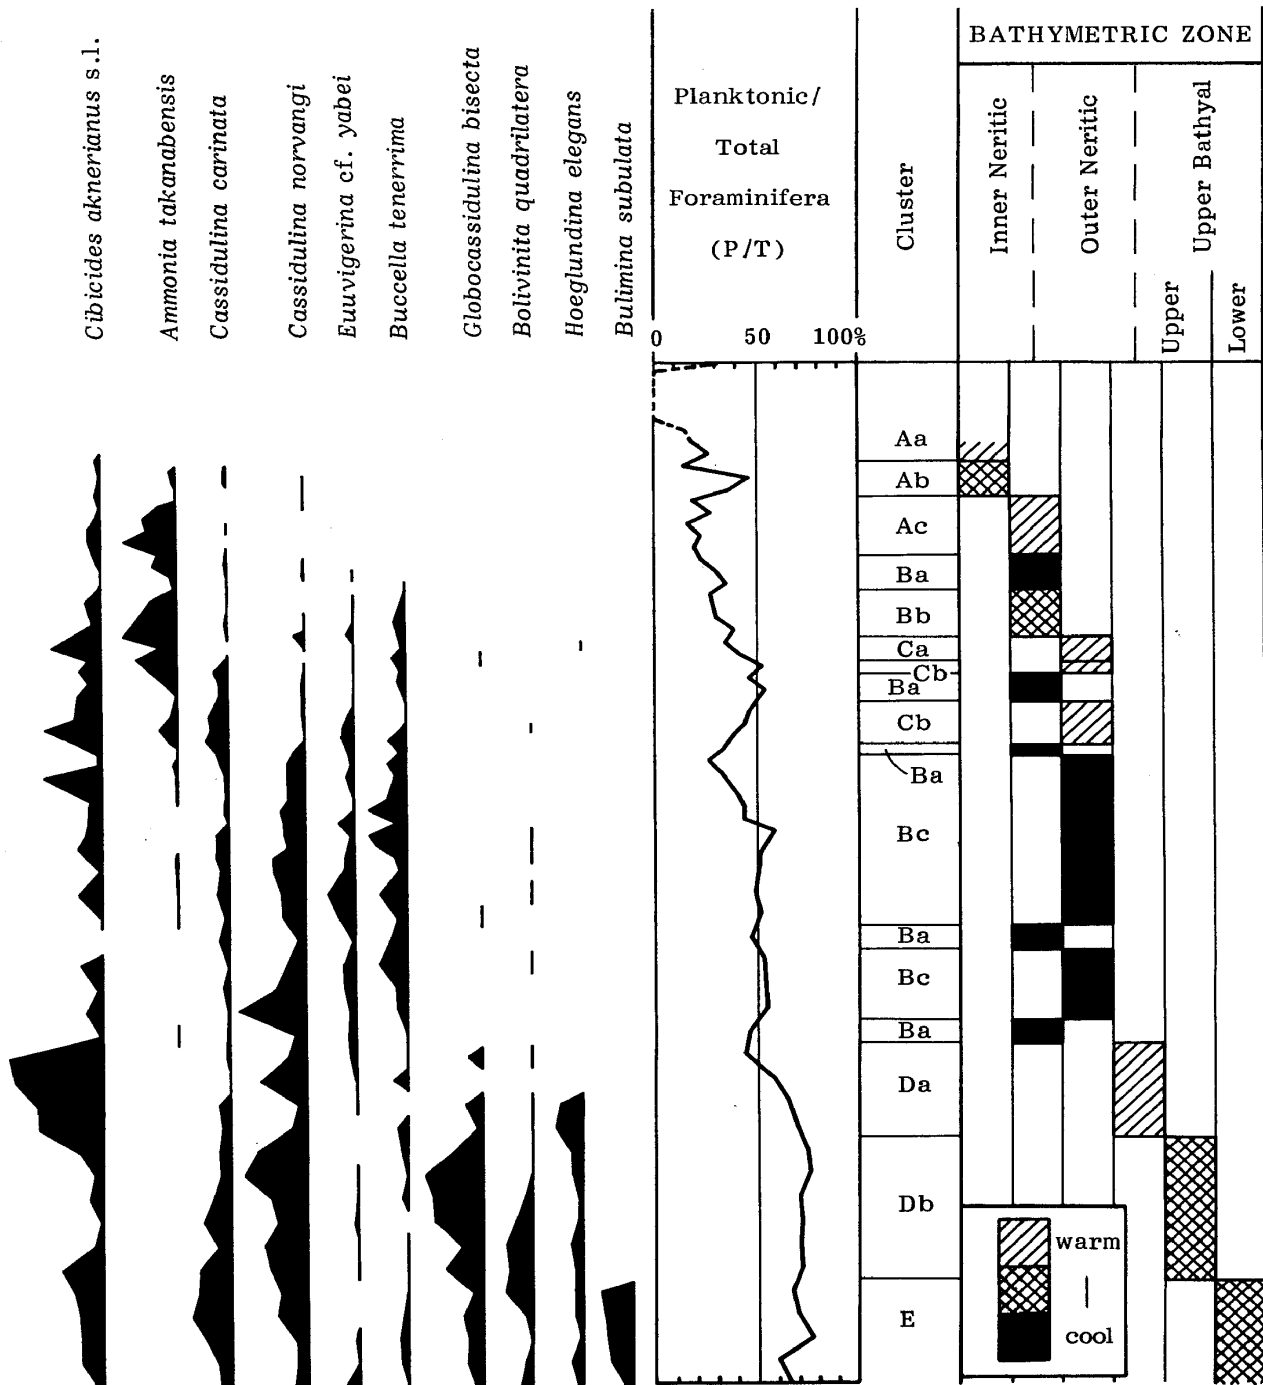 Cibicides aknerianus s.l.
Ammonia takanabensis
Cassidulina carinata
Cassidulina norvangi
Euuvigerina cf. yabei
Buccella tenerrima
Globocassidulina bisecta
Bolivinita quadrilatera
Hoeglundina elegans
Bulimina subulata
Planktonic/
Total
Foraminifera
(P/T)
0 50 100%
Cluster
BATHYMETRIC ZONE
Inner Neritic
Outer Neritic
Upper Bathyal
Upper
Lower
Aa
Ab
Ac
Ba
Bb
Ca
Cb
Ba
Cb
Ba
Bc
Ba
Bc
Ba
Da
Db
E
warm
cool